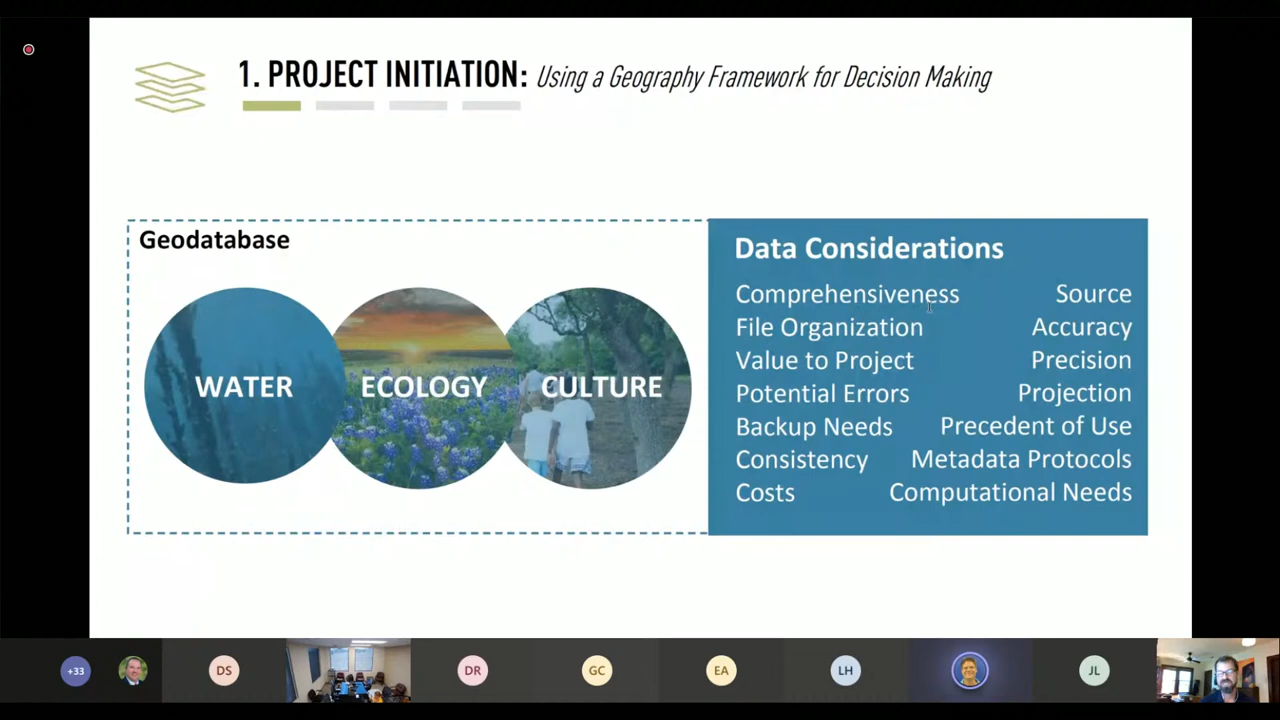 1. PROJECT INITIATION: Using a Geography Framework for Decision Making
Geodatabase
WATER
ECOLOGY
CULTURE
Data Considerations
Comprehensiveness Source
File Organization Accuracy
Value to Project Precision
Potential Errors Projection
Backup Needs Precedent of Use
Consistency Metadata Protocols
Costs Computational Needs
+33 DS DR GC EA LH JL